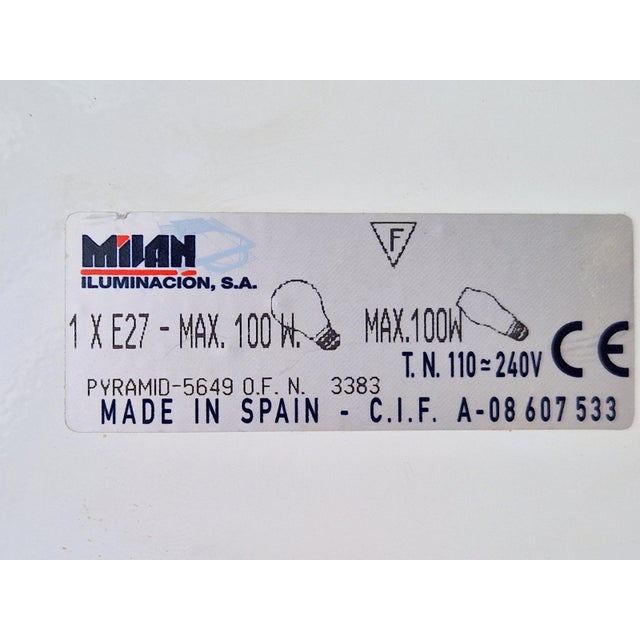 MiLAN
ILUMINACIÓN, S.A.
F
1 X E27 - MAX. 100 W.
MAX.100W
T.N. 110≂240V
CE
PYRAMID-5649 O.F. N. 3383
MADE IN SPAIN - C.I.F. A-08 607 533